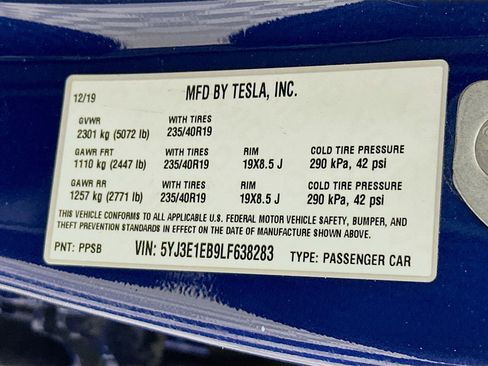 MFD BY TESLA, INC.
12/19
GVWR WITH TIRES
2301 kg (5072 lb) 235/40R19
GAWR FRT WITH TIRES RIM COLD TIRE PRESSURE
1110 kg (2447 lb) 235/40R19 19X8.5 J 290 kPa, 42 psi
GAWR RR WITH TIRES RIM COLD TIRE PRESSURE
1257 kg (2771 lb) 235/40R19 19X8.5 J 290 kPa, 42 psi
THIS VEHICLE CONFORMS TO ALL APPLICABLE U.S. FEDERAL MOTOR VEHICLE SAFETY, BUMPER, AND
THEFT PREVENTION STANDARDS IN EFFECT ON THE DATE OF MANUFACTURE SHOWN ABOVE.
PNT: PPSB VIN: 5YJ3E1EB9LF638283 TYPE: PASSENGER CAR